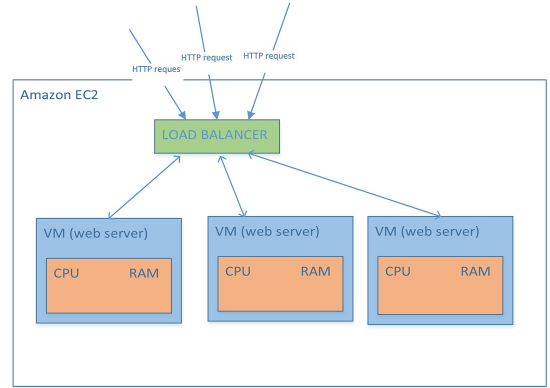 HTTP reques
HTTP request
HTTP request
Amazon EC2
LOAD BALANCER
VM (web server)
VM (web server)
VM (web server)
CPU RAM
CPU RAM
CPU RAM